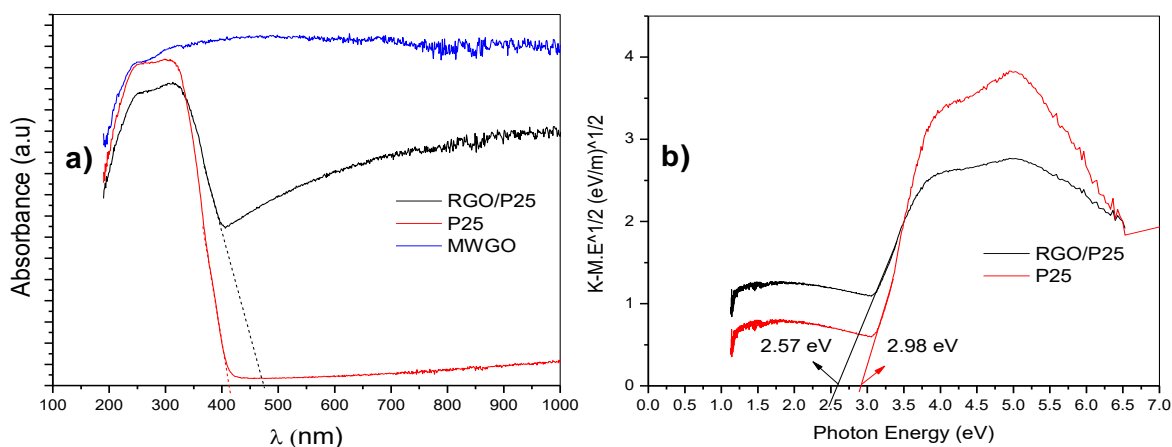 a)
Absorbance (a.u)
RGO/P25
P25
MWGO
100 200 300 400 500 600 700 800 900 1000
λ (nm)
b)
K-M.E^1/2 (eV/m)^1/2
4
3
2
1
0
RGO/P25
P25
2.57 eV
2.98 eV
0.0 0.5 1.0 1.5 2.0 2.5 3.0 3.5 4.0 4.5 5.0 5.5 6.0 6.5 7.0
Photon Energy (eV)